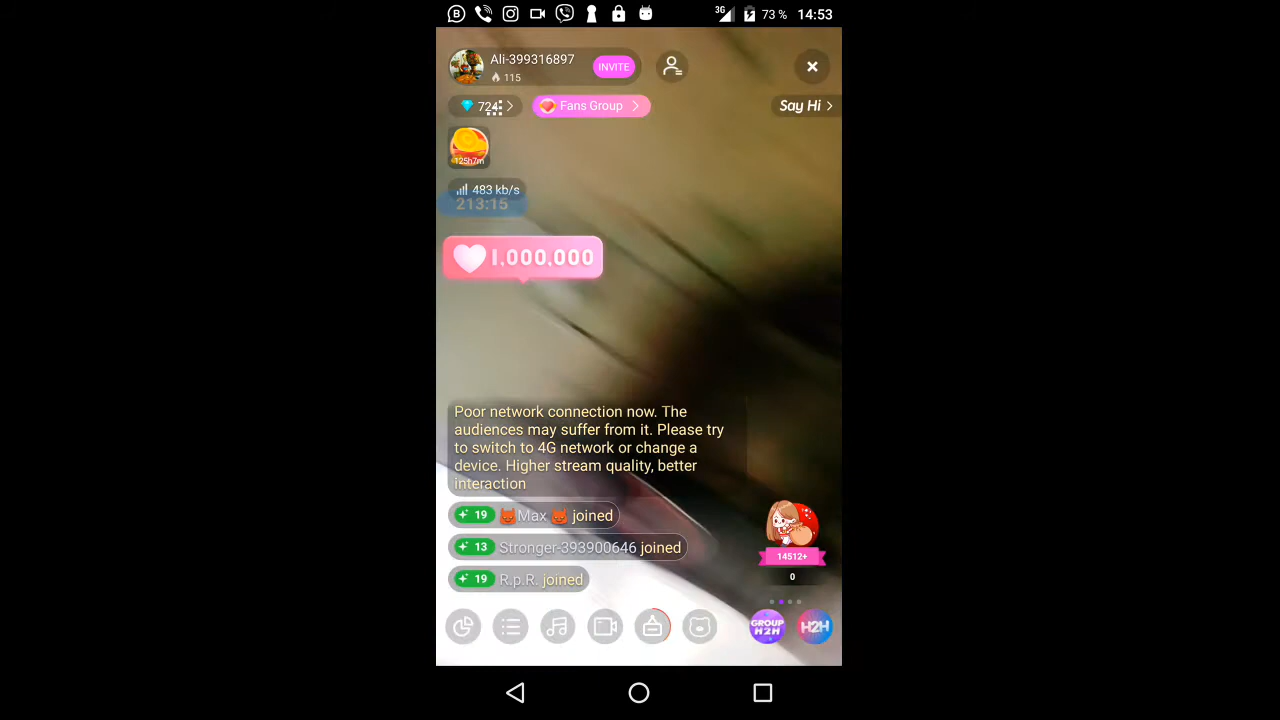 3G 73 % 14:53
Ali-399316897
INVITE
115
Fans Group
Say Hi
125h7m
483 kb/s
213:15
1,000,000
Poor network connection now. The
audiences may suffer from it. Please try
to switch to 4G network or change a
device. Higher stream quality, better
interaction
19 Max joined
13 Stronger-393900646 joined
19 R.p.R. joined
14512+
0
GROUP
H2H
H2H